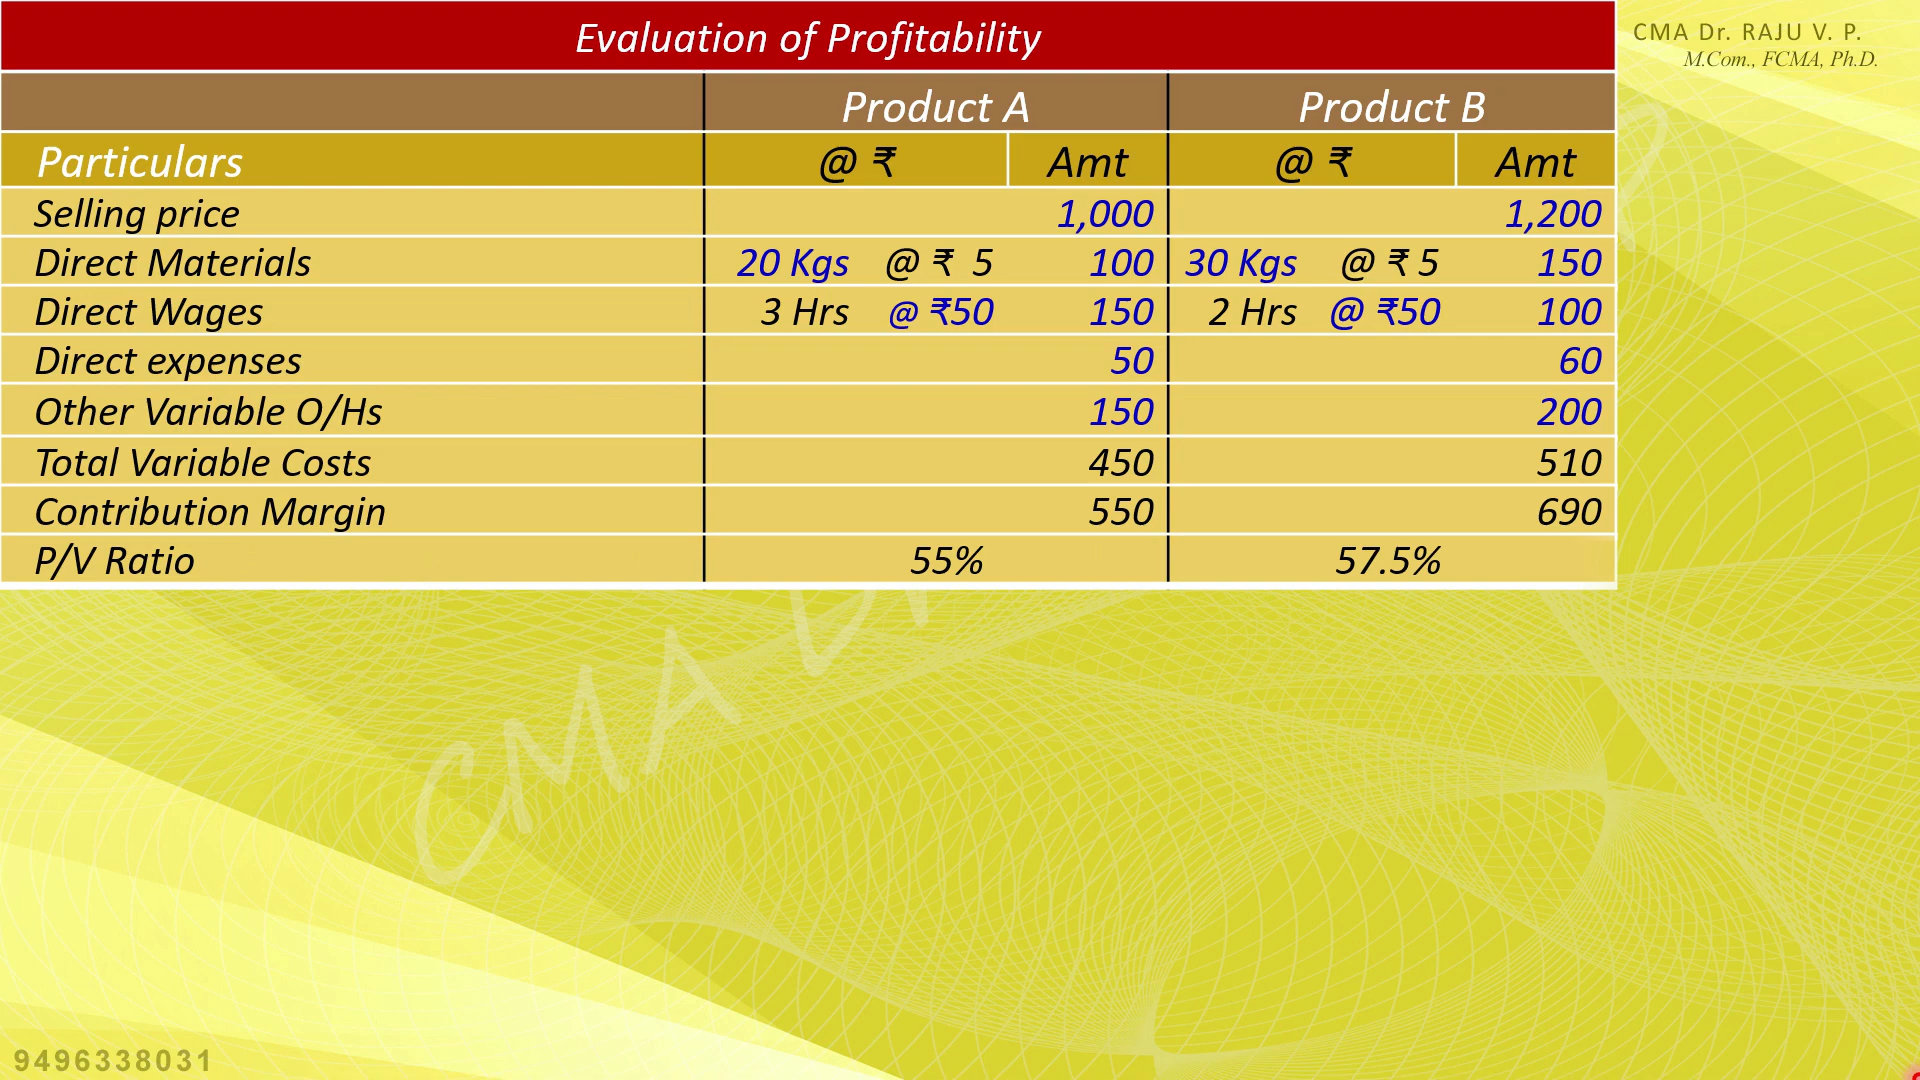 Evaluation of Profitability
CMA Dr. RAJU V. P.
M.Com., FCMA, Ph.D.
Product A Product B
Particulars @ ₹ Amt @ ₹ Amt
Selling price 1,000 1,200
Direct Materials 20 Kgs @ ₹ 5 100 30 Kgs @ ₹ 5 150
Direct Wages 3 Hrs @ ₹50 150 2 Hrs @ ₹50 100
Direct expenses 50 60
Other Variable O/Hs 150 200
Total Variable Costs 450 510
Contribution Margin 550 690
P/V Ratio 55% 57.5%
CMA
9496338031